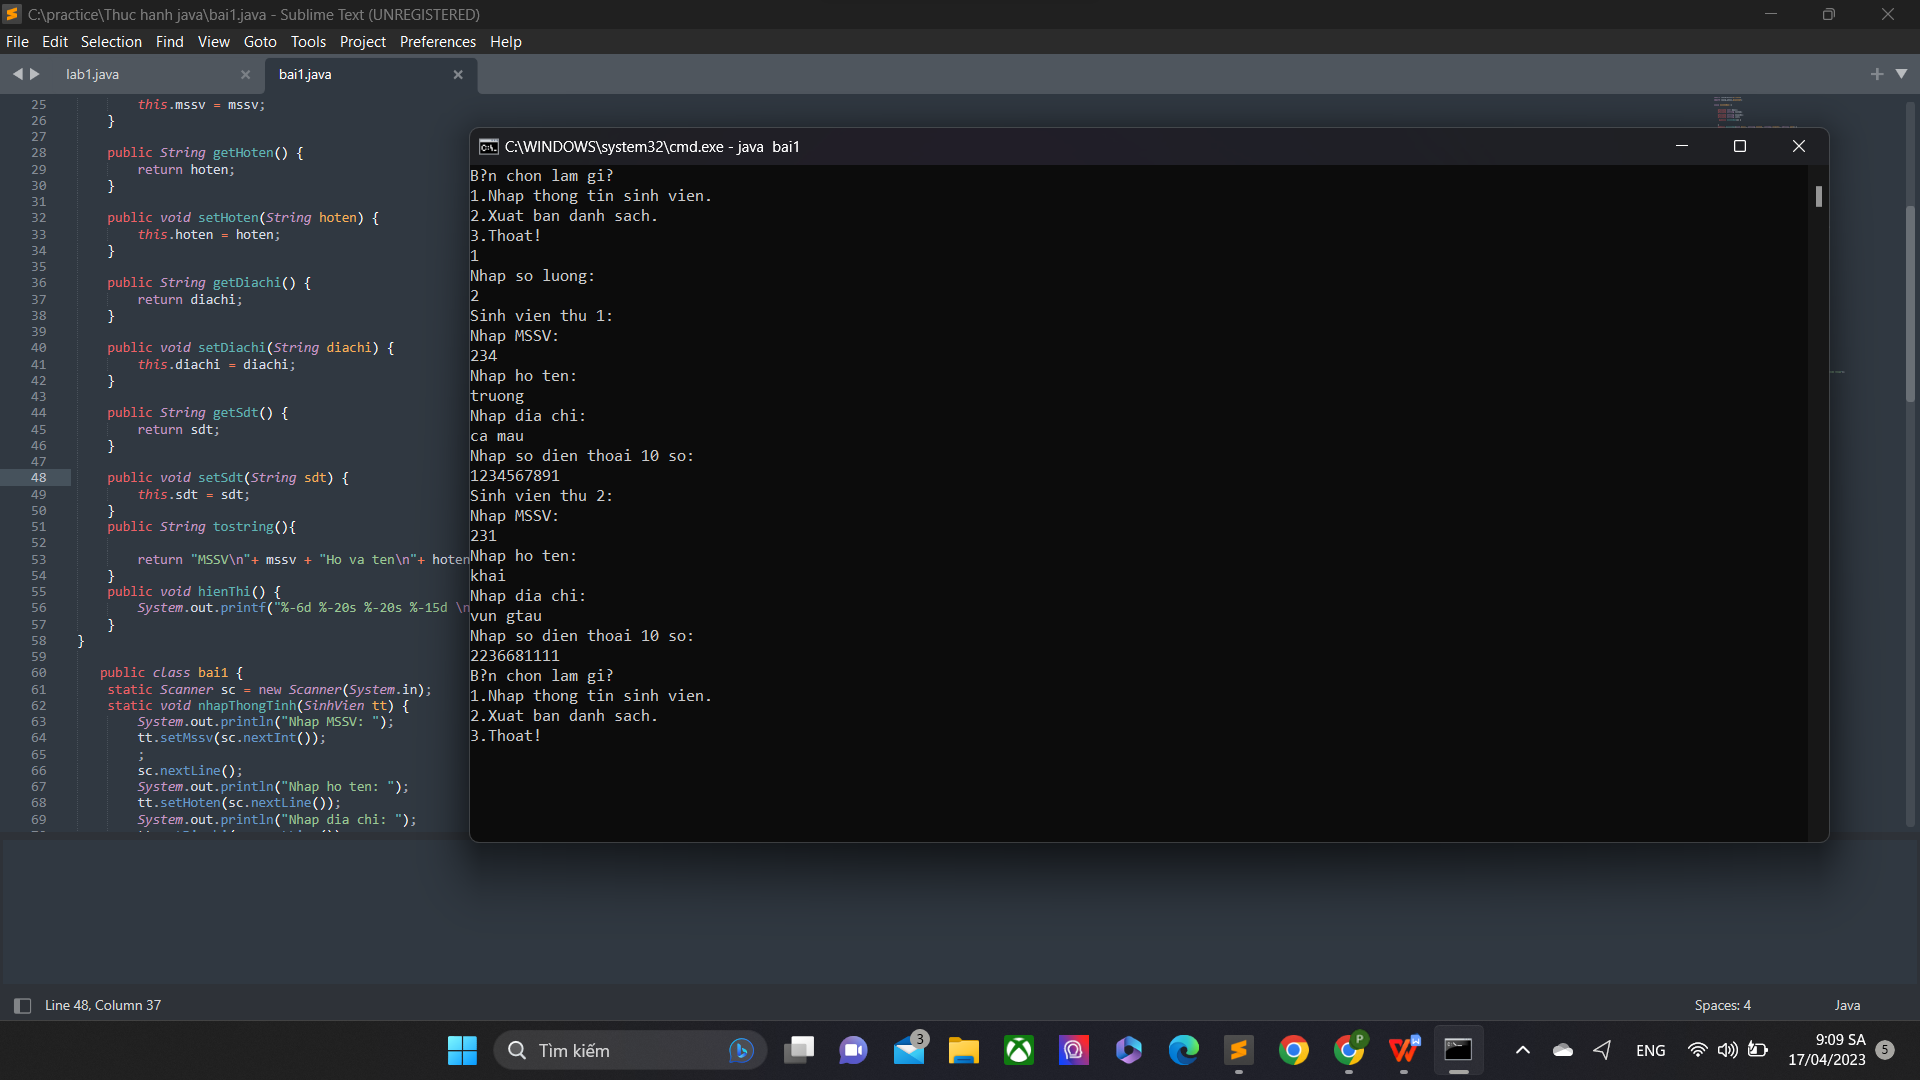 C:\practice\Thuc hanh java\bai1.java - Sublime Text (UNREGISTERED)
File Edit Selection Find View Goto Tools Project Preferences Help
lab1.java
bai1.java
25 this.mssv = mssv;
26 }
27
28 public String getHoten() {
29 return hoten;
30 }
31
32 public void setHoten(String hoten) {
33 this.hoten = hoten;
34 }
35
36 public String getDiachi() {
37 return diachi;
38 }
39
40 public void setDiachi(String diachi) {
41 this.diachi = diachi;
42 }
43
44 public String getSdt() {
45 return sdt;
46 }
47
48 public void setSdt(String sdt) {
49 this.sdt = sdt;
50 }
51 public String tostring(){
52
53 return "MSSV\n"+ mssv + "Ho va ten\n"+ hoten
54 }
55 public void hienThi() {
56 System.out.printf("%-6d %-20s %-20s %-15d \n
57 }
58 }
59
60 public class bai1 {
61 static Scanner sc = new Scanner(System.in);
62 static void nhapThongTinh(SinhVien tt) {
63 System.out.println("Nhap MSSV: ");
64 tt.setMssv(sc.nextInt());
65 ;
66 sc.nextLine();
67 System.out.println("Nhap ho ten: ");
68 tt.setHoten(sc.nextLine());
69 System.out.println("Nhap dia chi: ");
C:\WINDOWS\system32\cmd.exe - java bai1
B?n chon lam gi?
1.Nhap thong tin sinh vien.
2.Xuat ban danh sach.
3.Thoat!
1
Nhap so luong:
2
Sinh vien thu 1:
Nhap MSSV:
234
Nhap ho ten:
truong
Nhap dia chi:
ca mau
Nhap so dien thoai 10 so:
1234567891
Sinh vien thu 2:
Nhap MSSV:
231
Nhap ho ten:
khai
Nhap dia chi:
vun gtau
Nhap so dien thoai 10 so:
2236681111
B?n chon lam gi?
1.Nhap thong tin sinh vien.
2.Xuat ban danh sach.
3.Thoat!
Line 48, Column 37
Spaces: 4
Java
Tìm kiếm
3
P
W
ENG
9:09 SA
17/04/2023
5